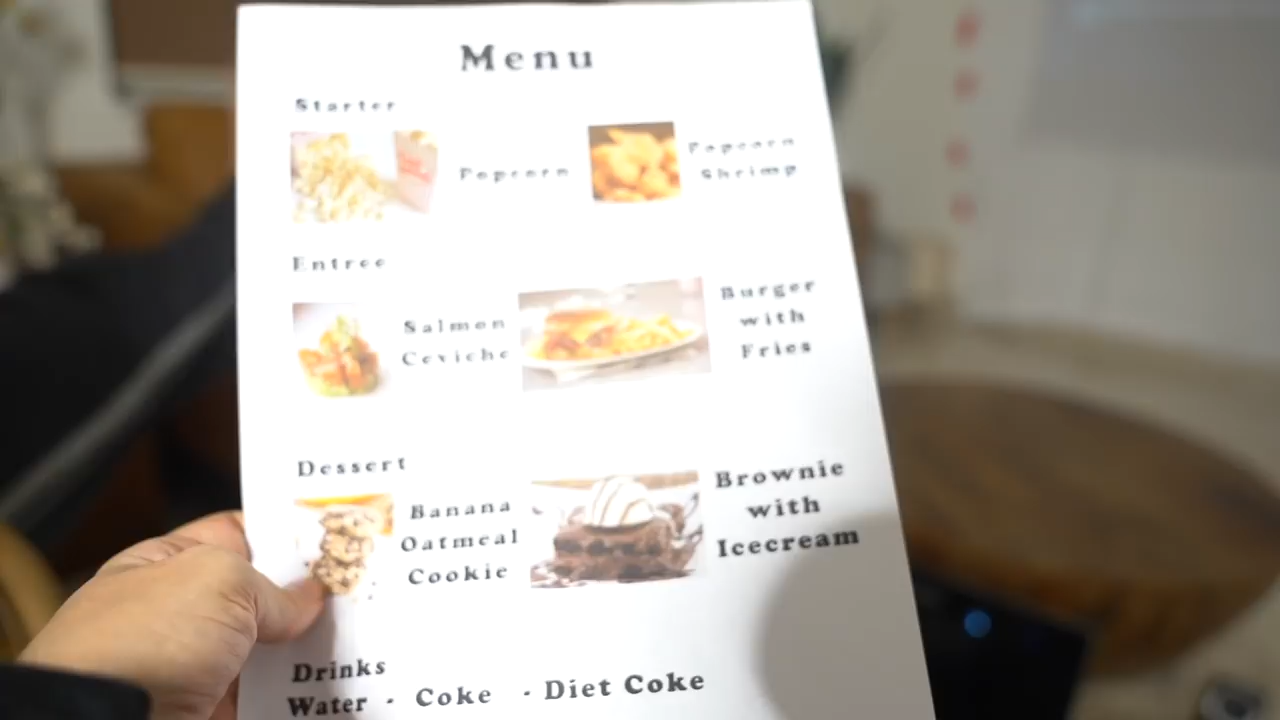 Menu
Starter
Popcorn
Popcorn
Shrimp
Entree
Salmon
Ceviche
Burger
with
Fries
Dessert
Banana
Oatmeal
Cookie
Brownie
with
Icecream
Drinks
Water · Coke · Diet Coke